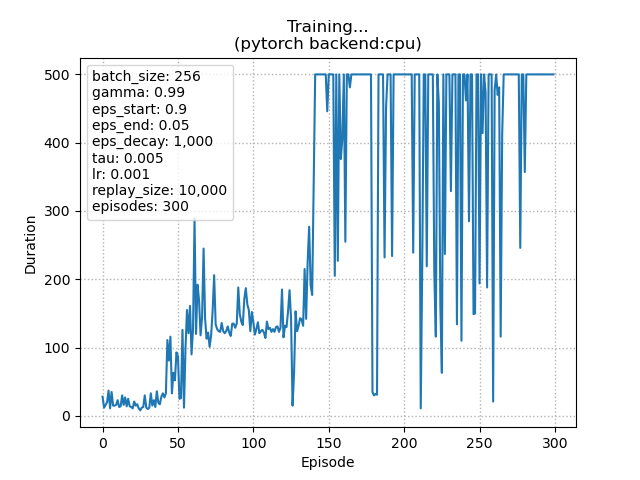 Training...
(pytorch backend:cpu)
batch_size: 256
gamma: 0.99
eps_start: 0.9
eps_end: 0.05
eps_decay: 1,000
tau: 0.005
lr: 0.001
replay_size: 10,000
episodes: 300
500
400
300
200
100
0
Duration
0 50 100 150 200 250 300
Episode